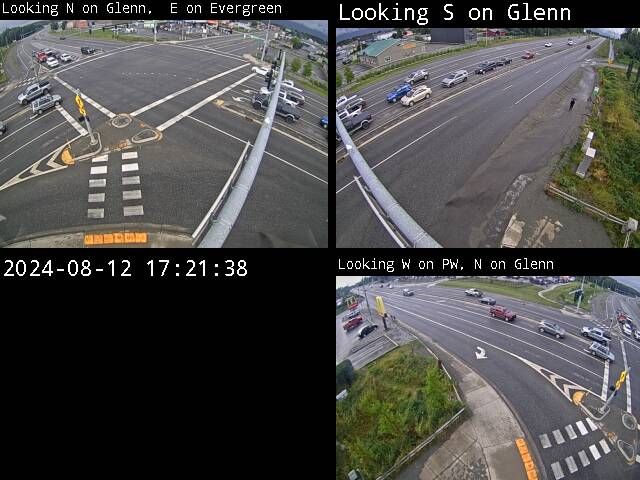 Looking N on Glenn,  E on Evergreen
Looking S on Glenn
2024-08-12 17:21:38
Looking W on PW, N on Glenn